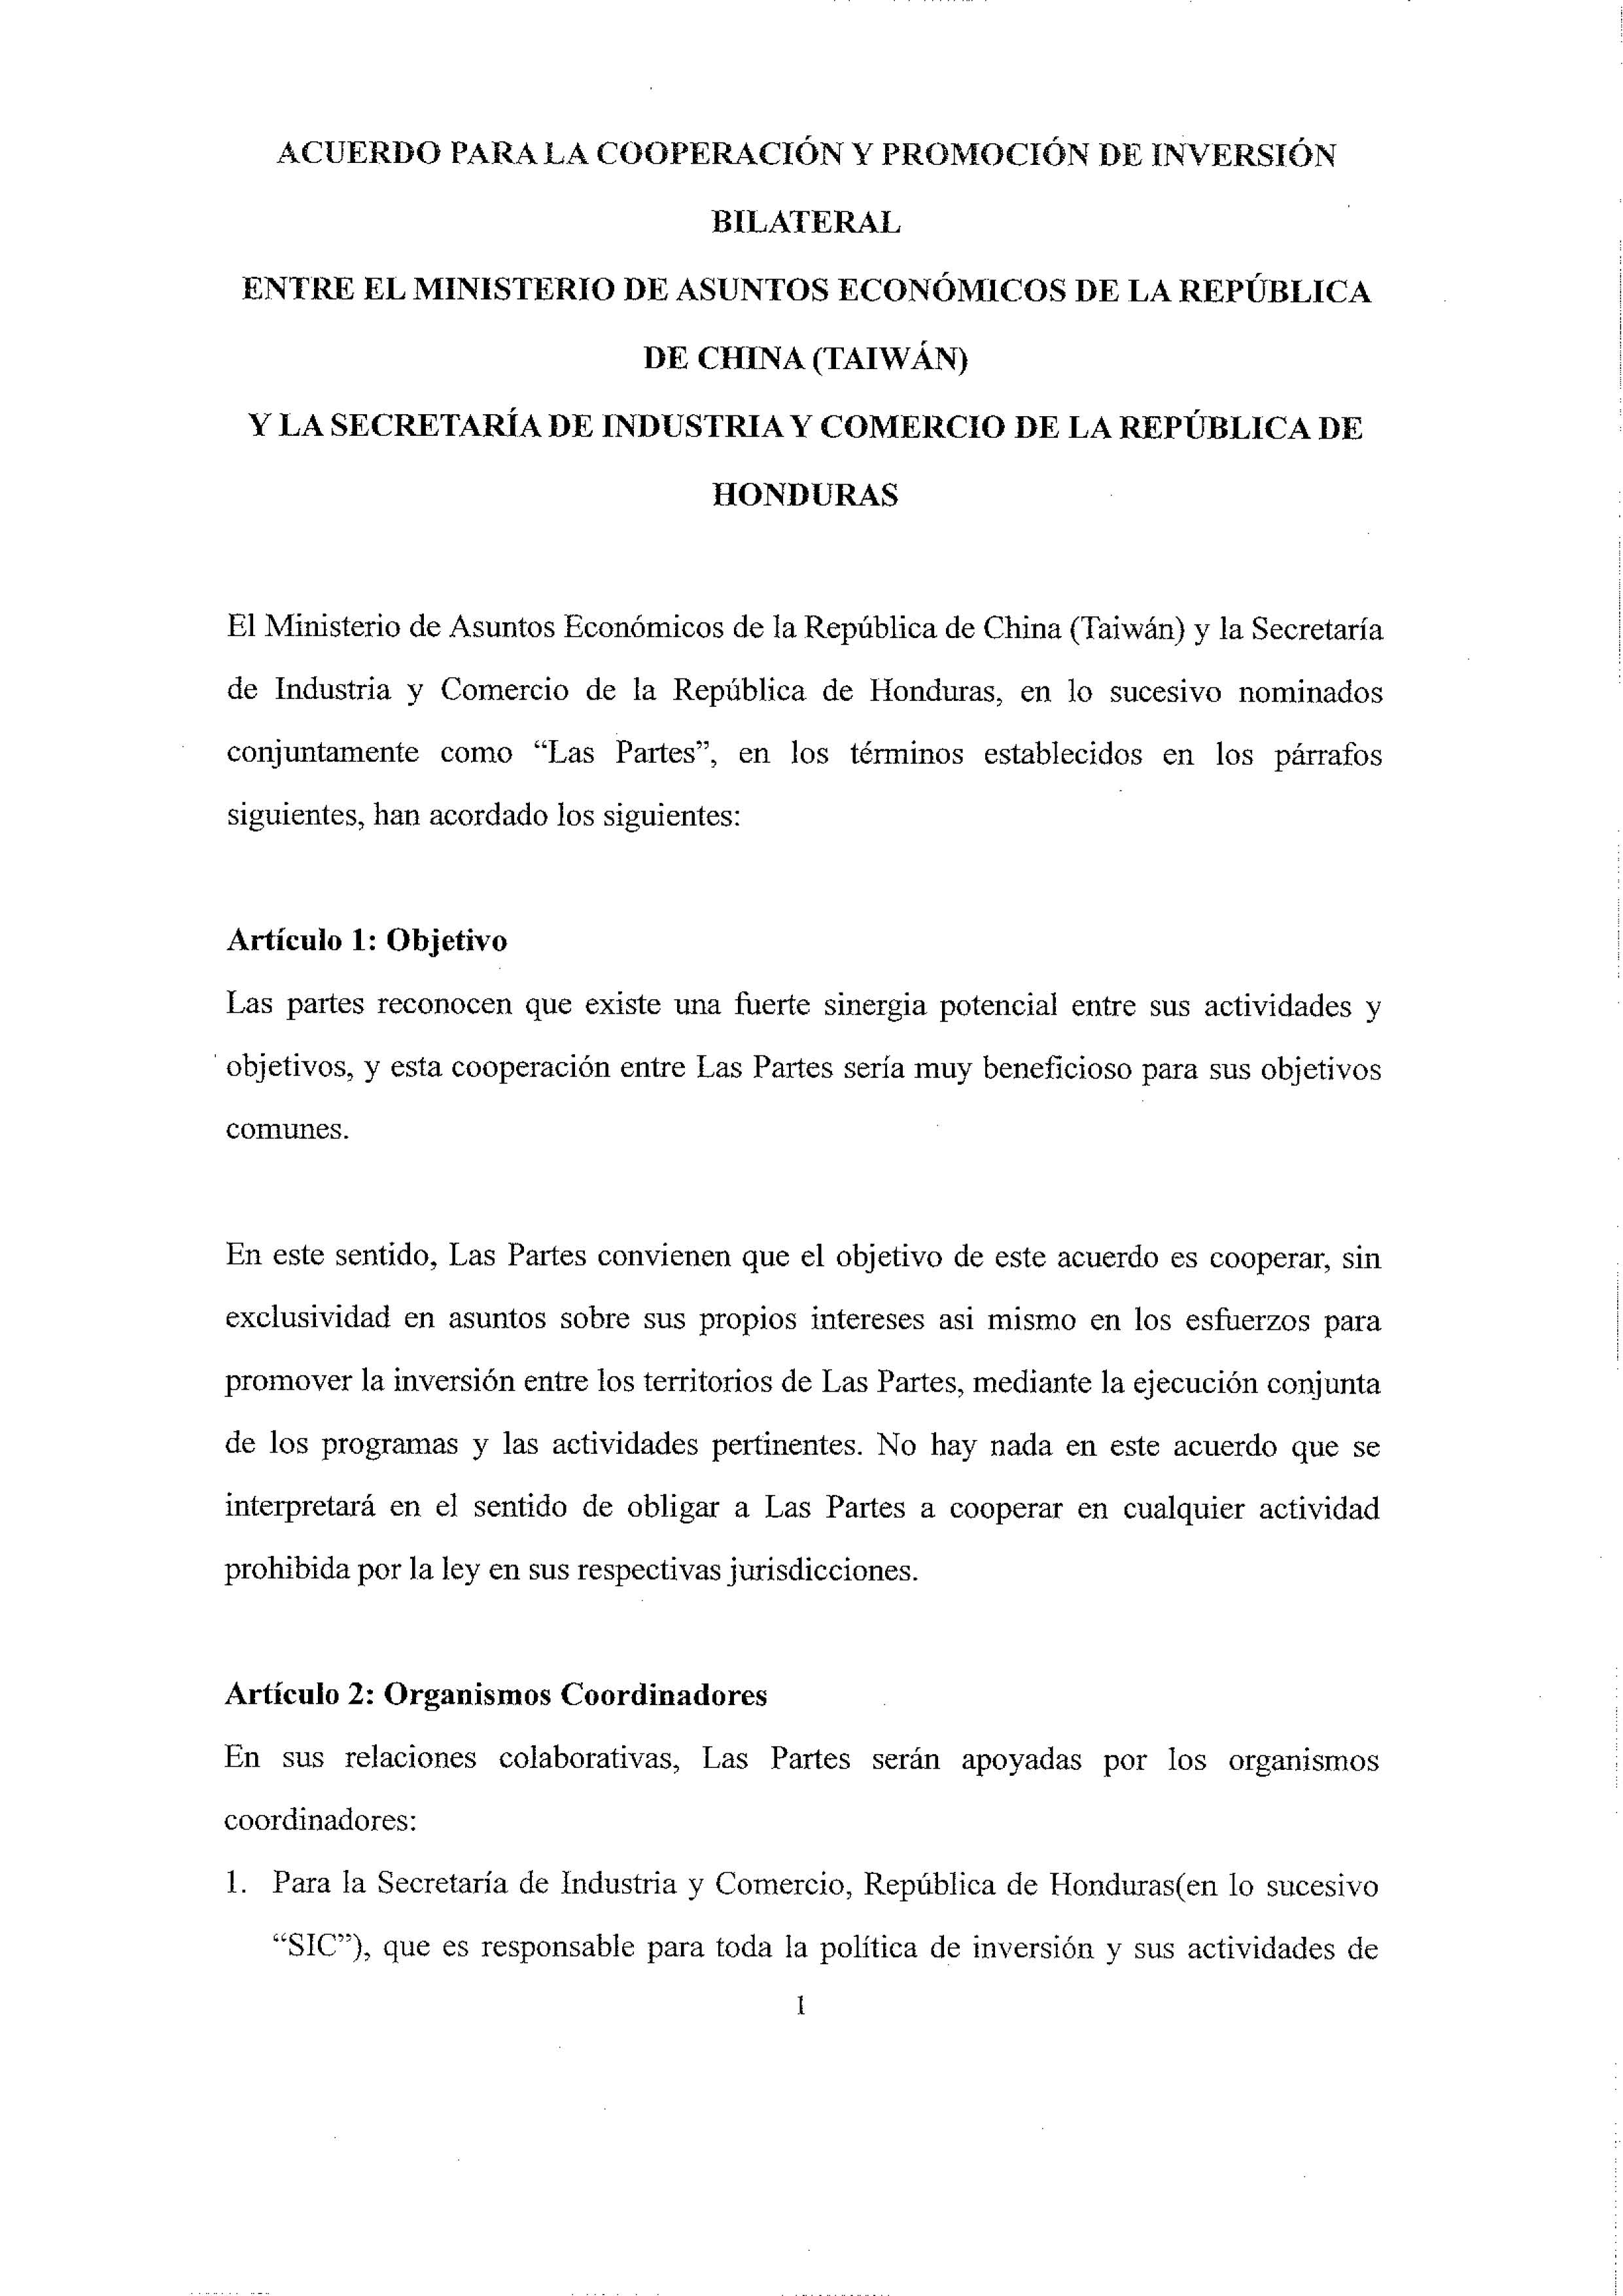 ACUERDO PARA LA COOPERACIÓN Y PROMOCIÓN DE INVERSIÓN
BILATERAL
ENTRE EL MINISTERIO DE ASUNTOS ECONÓMICOS DE LA REPÚBLICA
DE CHINA (TAIWÁN)
Y LA SECRETARÍA DE INDUSTRIA Y COMERCIO DE LA REPÚBLICA DE
HONDURAS
El Ministerio de Asuntos Económicos de la República de China (Taiwán) y la Secretaría
de Industria y Comercio de la República de Honduras, en lo sucesivo nominados
conjuntamente como “Las Partes”, en los términos establecidos en los párrafos
siguientes, han acordado los siguientes:
Artículo 1: Objetivo
Las partes reconocen que existe una fuerte sinergia potencial entre sus actividades y
objetivos, y esta cooperación entre Las Partes sería muy beneficioso para sus objetivos
comunes.
En este sentido, Las Partes convienen que el objetivo de este acuerdo es cooperar, sin
exclusividad en asuntos sobre sus propios intereses asi mismo en los esfuerzos para
promover la inversión entre los territorios de Las Partes, mediante la ejecución conjunta
de los programas y las actividades pertinentes. No hay nada en este acuerdo que se
interpretará en el sentido de obligar a Las Partes a cooperar en cualquier actividad
prohibida por la ley en sus respectivas jurisdicciones.
Artículo 2: Organismos Coordinadores
En sus relaciones colaborativas, Las Partes serán apoyadas por los organismos
coordinadores:
1. Para la Secretaría de Industria y Comercio, República de Honduras(en lo sucesivo
“SIC”), que es responsable para toda la política de inversión y sus actividades de
1